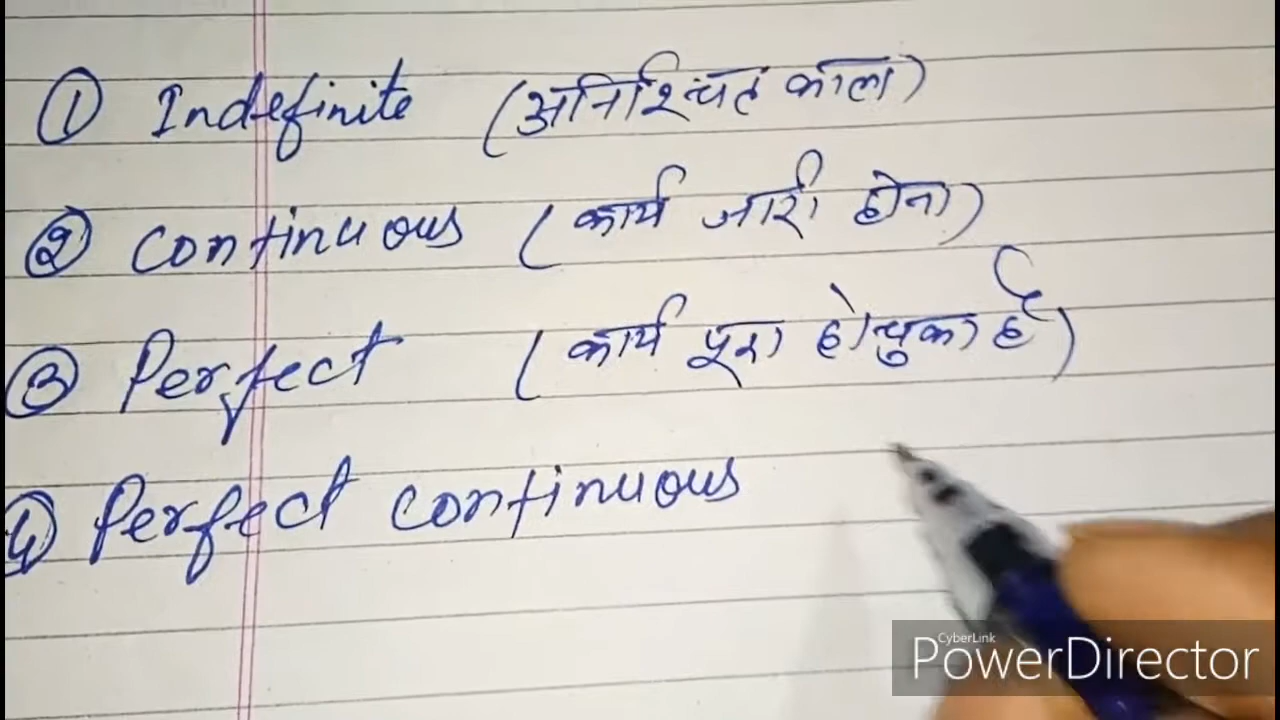 ① Indefinite (अनिश्चित काल)
② Continuous (कार्य जारी होना)
③ Perfect (कार्य पूरा हो चुका है)
④ Perfect continuous
CyberLink
PowerDirector